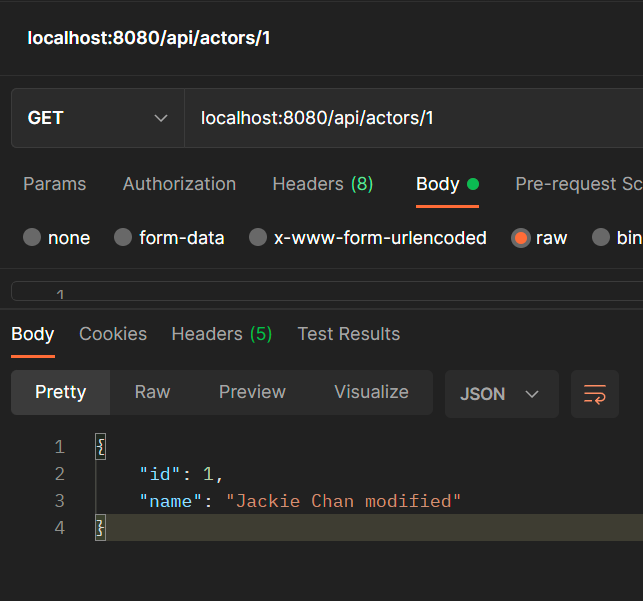 localhost:8080/api/actors/1
GET localhost:8080/api/actors/1
Params Authorization Headers (8) Body Pre-request Sc
none form-data x-www-form-urlencoded raw bin
1
Body Cookies Headers (5) Test Results
Pretty Raw Preview Visualize JSON
1 {
2 "id": 1,
3 "name": "Jackie Chan modified"
4 }